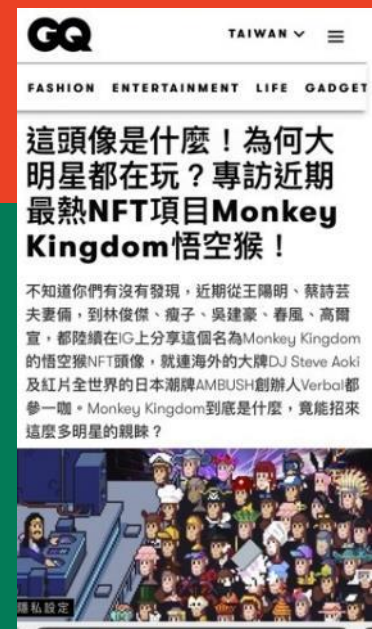 GQ
TAIWAN
FASHION ENTERTAINMENT LIFE GADGET
這頭像是什麼！為何大
明星都在玩？專訪近期
最熱NFT項目Monkey
Kingdom悟空猴！
不知道你們有沒有發現，近期從王陽明、蔡詩芸
夫妻倆，到林俊傑、瘦子、吳建豪、春風、高爾
宣，都陸續在IG上分享這個名為Monkey Kingdom
的悟空猴NFT頭像，就連海外的大牌DJ Steve Aoki
及紅片全世界的日本潮牌AMBUSH創辦人Verbal都
參一咖。Monkey Kingdom到底是什麼，竟能招來
這麼多明星的親睞？
隱私設定